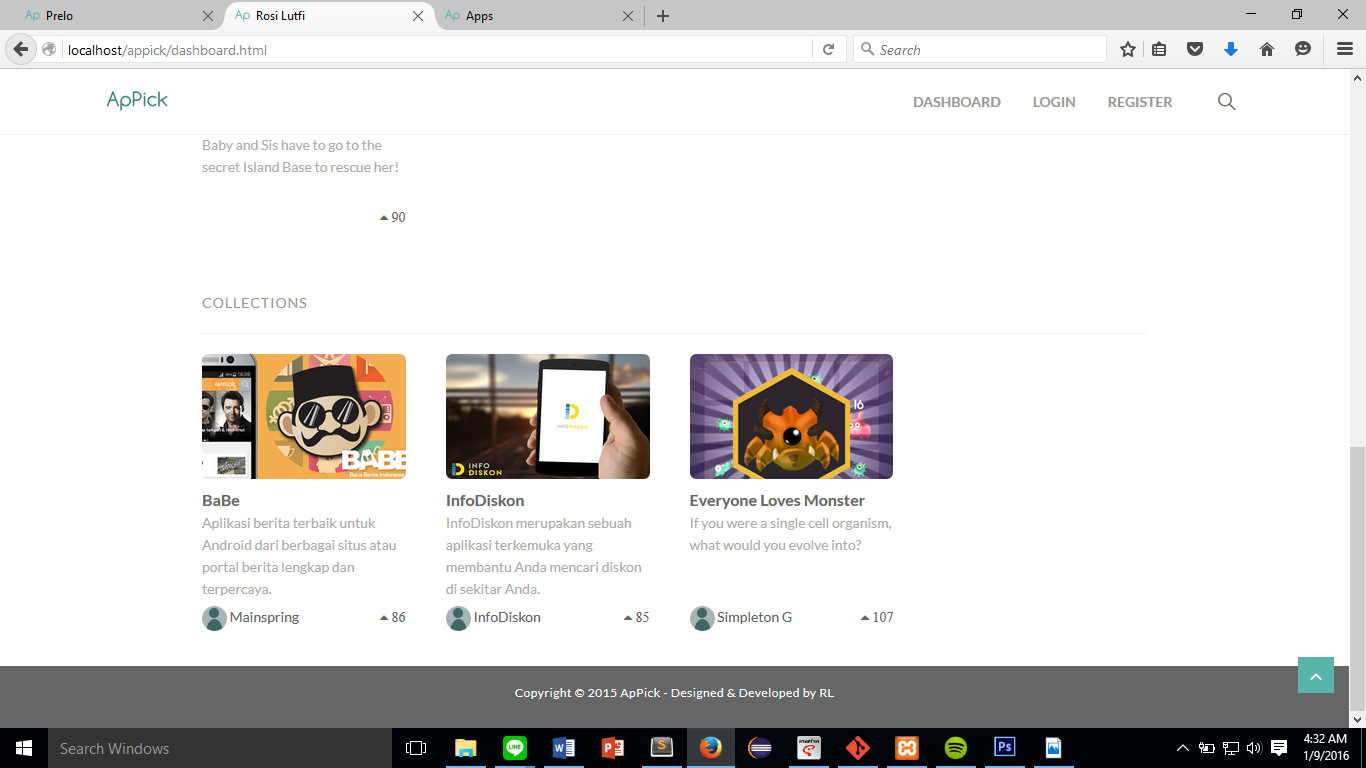 Prelo
Rosi Lutfi
Apps
localhost/appick/dashboard.html
Search
ApPick
DASHBOARD
LOGIN
REGISTER
Baby and Sis have to go to the
secret Island Base to rescue her!
90
COLLECTIONS
BABE
Baca Berita Indonesia
INFODISKON
INFO
DISKON
16
BaBe
Aplikasi berita terbaik untuk
Android dari berbagai situs atau
portal berita lengkap dan
terpercaya.
Mainspring
86
InfoDiskon
InfoDiskon merupakan sebuah
aplikasi terkemuka yang
membantu Anda mencari diskon
di sekitar Anda.
InfoDiskon
85
Everyone Loves Monster
If you were a single cell organism,
what would you evolve into?
Simpleton G
107
Copyright © 2015 ApPick - Designed & Developed by RL
Search Windows
4:32 AM
1/9/2016